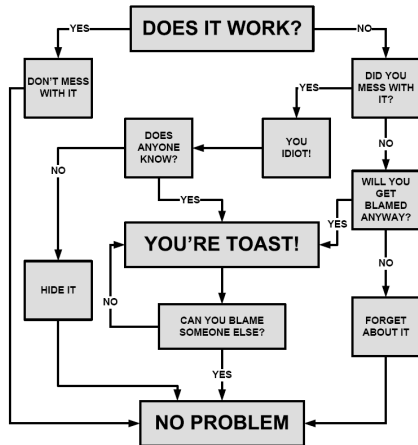 DOES IT WORK?
YES
NO
DON'T MESS
WITH IT
DID YOU
MESS WITH
IT?
YES
DOES
ANYONE
KNOW?
YOU
IDIOT!
NO
NO
WILL YOU
GET
BLAMED
ANYWAY?
YES
YES
YOU'RE TOAST!
NO
HIDE IT
NO
CAN YOU BLAME
SOMEONE ELSE?
FORGET
ABOUT IT
YES
NO PROBLEM